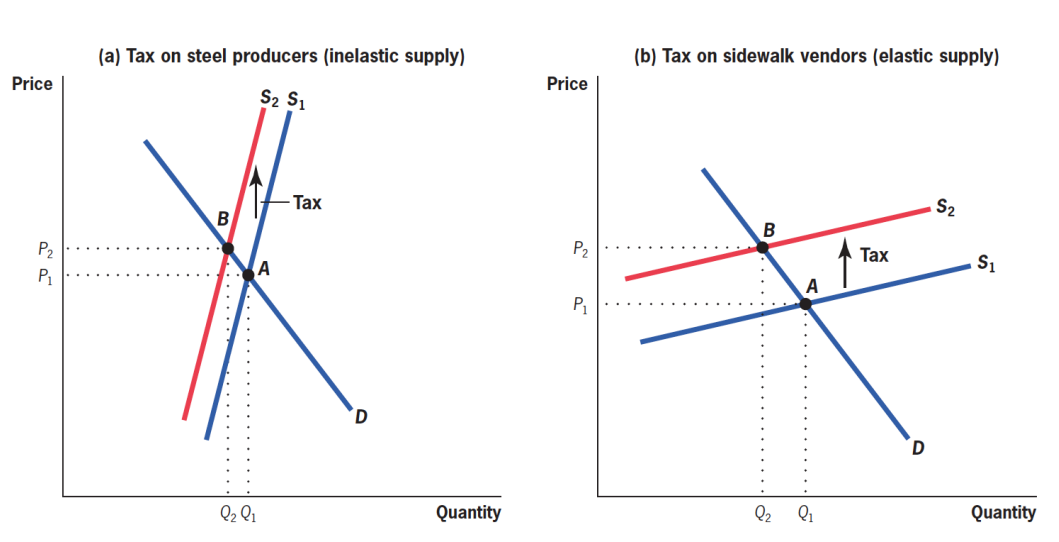 (a) Tax on steel producers (inelastic supply)
Price
S₂ S₁
Tax
B
P₂
A
P₁
D
Q₂ Q₁
Quantity
(b) Tax on sidewalk vendors (elastic supply)
Price
S₂
B
P₂
Tax
S₁
A
P₁
D
Q₂ Q₁
Quantity